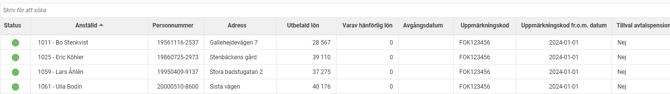 Skriv för att söka
Status Anställd Personnummer Adress Utbetald lön Varav hänförlig lön Avgångsdatum Uppmärkningskod Uppmärkningskod fr.o.m. datum Tillval avtalspension
1011 - Bo Stenkvist 19561116-2537 Gallehejdevägen 7 28 567 0 FOK123456 2024-01-01 Nej
1025 - Eric Köhler 19860725-2973 Stenbäckens gård 39 110 0 FOK123456 2024-01-01 Nej
1059 - Lars Åhlén 19950409-9137 Stora badstugatan 2 37 275 0 FOK123456 2024-01-01 Nej
1061 - Ulla Bodin 20000510-8600 Sista vägen 40 176 0 FOK123456 2024-01-01 Nej